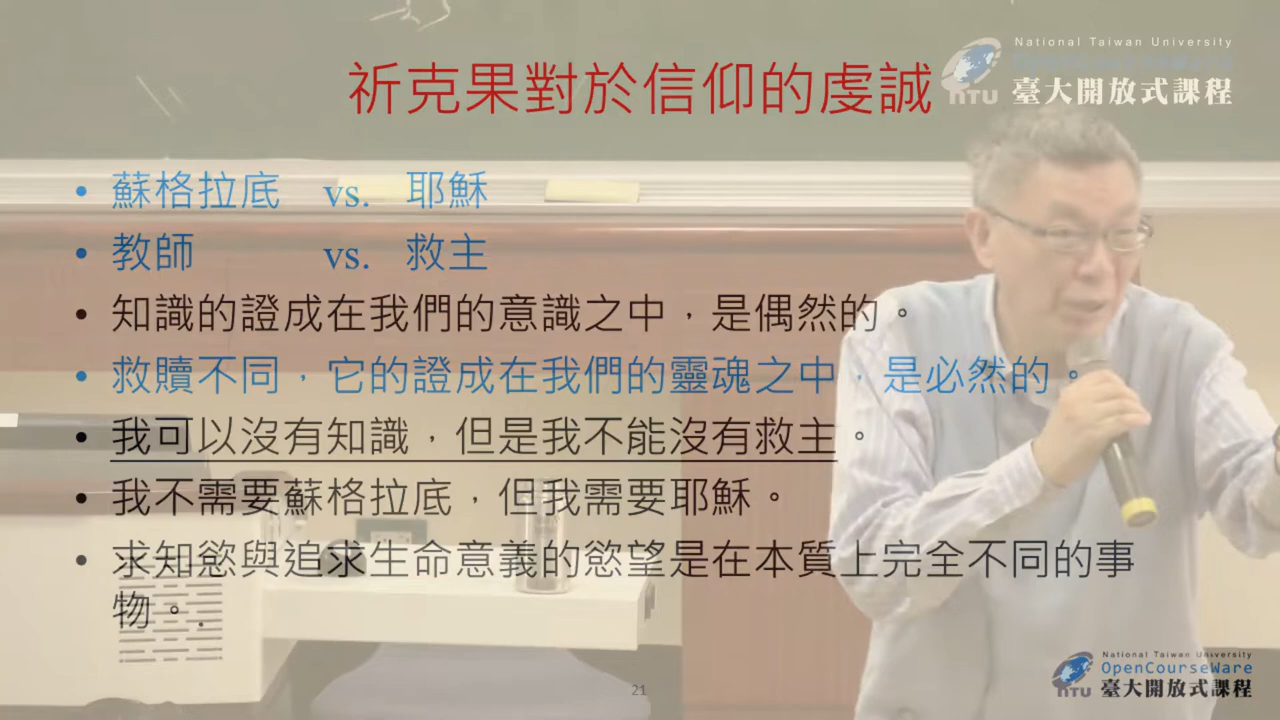 National Taiwan University
OpenCourseWare
NTU 臺大開放式課程
祈克果對於信仰的虔誠
• 蘇格拉底 vs. 耶穌
• 教師 vs. 救主
• 知識的證成在我們的意識之中，是偶然的。
• 救贖不同，它的證成在我們的靈魂之中，是必然的。
• 我可以沒有知識，但是我不能沒有救主。
• 我不需要蘇格拉底，但我需要耶穌。
• 求知慾與追求生命意義的慾望是在本質上完全不同的事
物。.
21
National Taiwan University
OpenCourseWare
NTU 臺大開放式課程